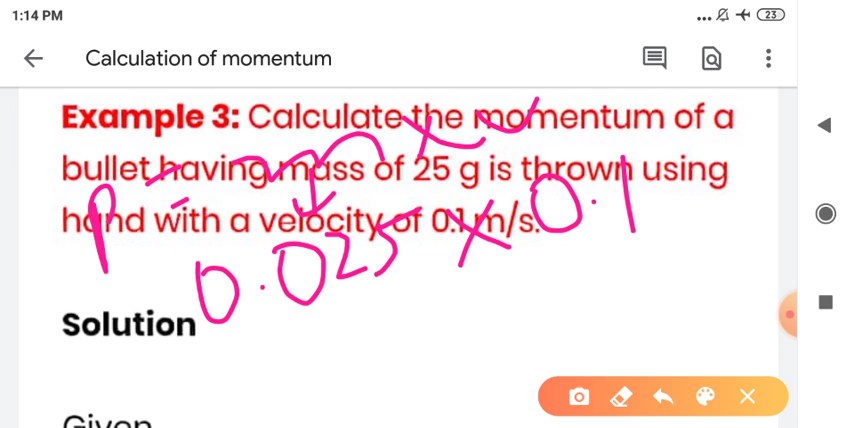 1:14 PM
23
Calculation of momentum
Example 3: Calculate the momentum of a
bullet having mass of 25 g is thrown using
hand with a velocity of 0.1 m/s.
P = m × v
0.025 × 0.1
Solution
Given